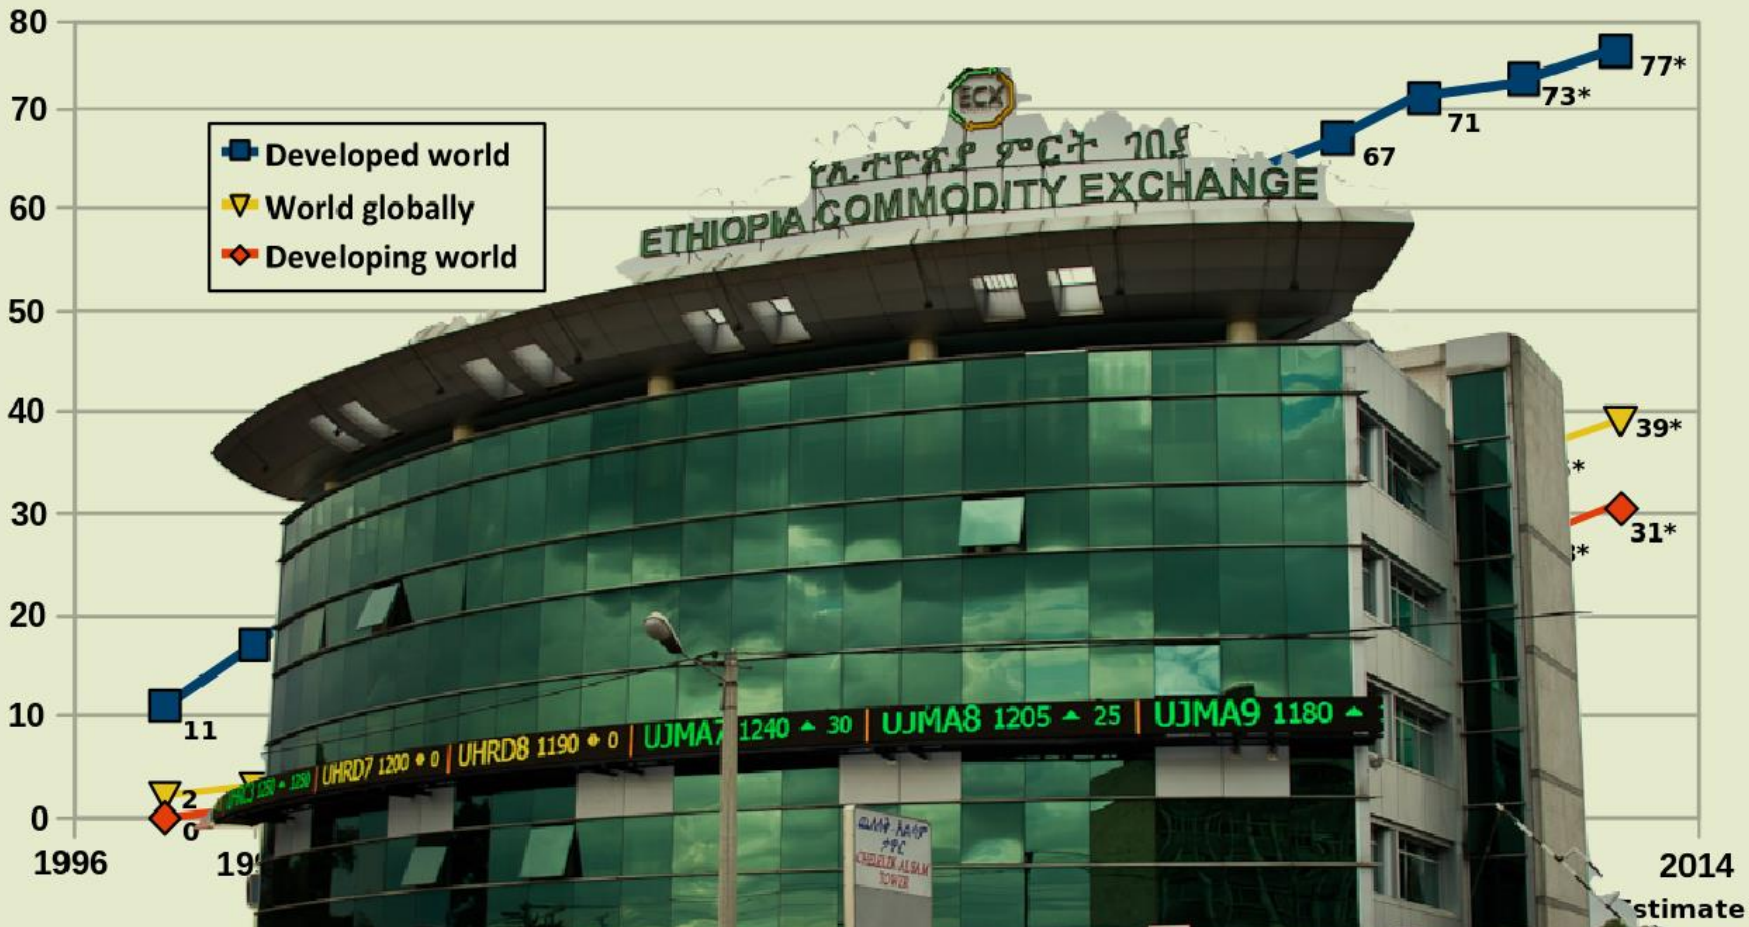 80
70
60
50
40
30
20
10
0
Developed world
World globally
Developing world
77*
73*
71
67
39*
31*
11
2
0
ECX
የኢትዮጵያ ምርት ገበያ
ETHIOPIA COMMODITY EXCHANGE
UHRD7 1200 0 UHRD8 1190 0 UJMA7 1240 ▲ 30 UJMA8 1205 ▲ 25 UJMA9 1180 ▲
ታዎር
TOWER
1996
2014